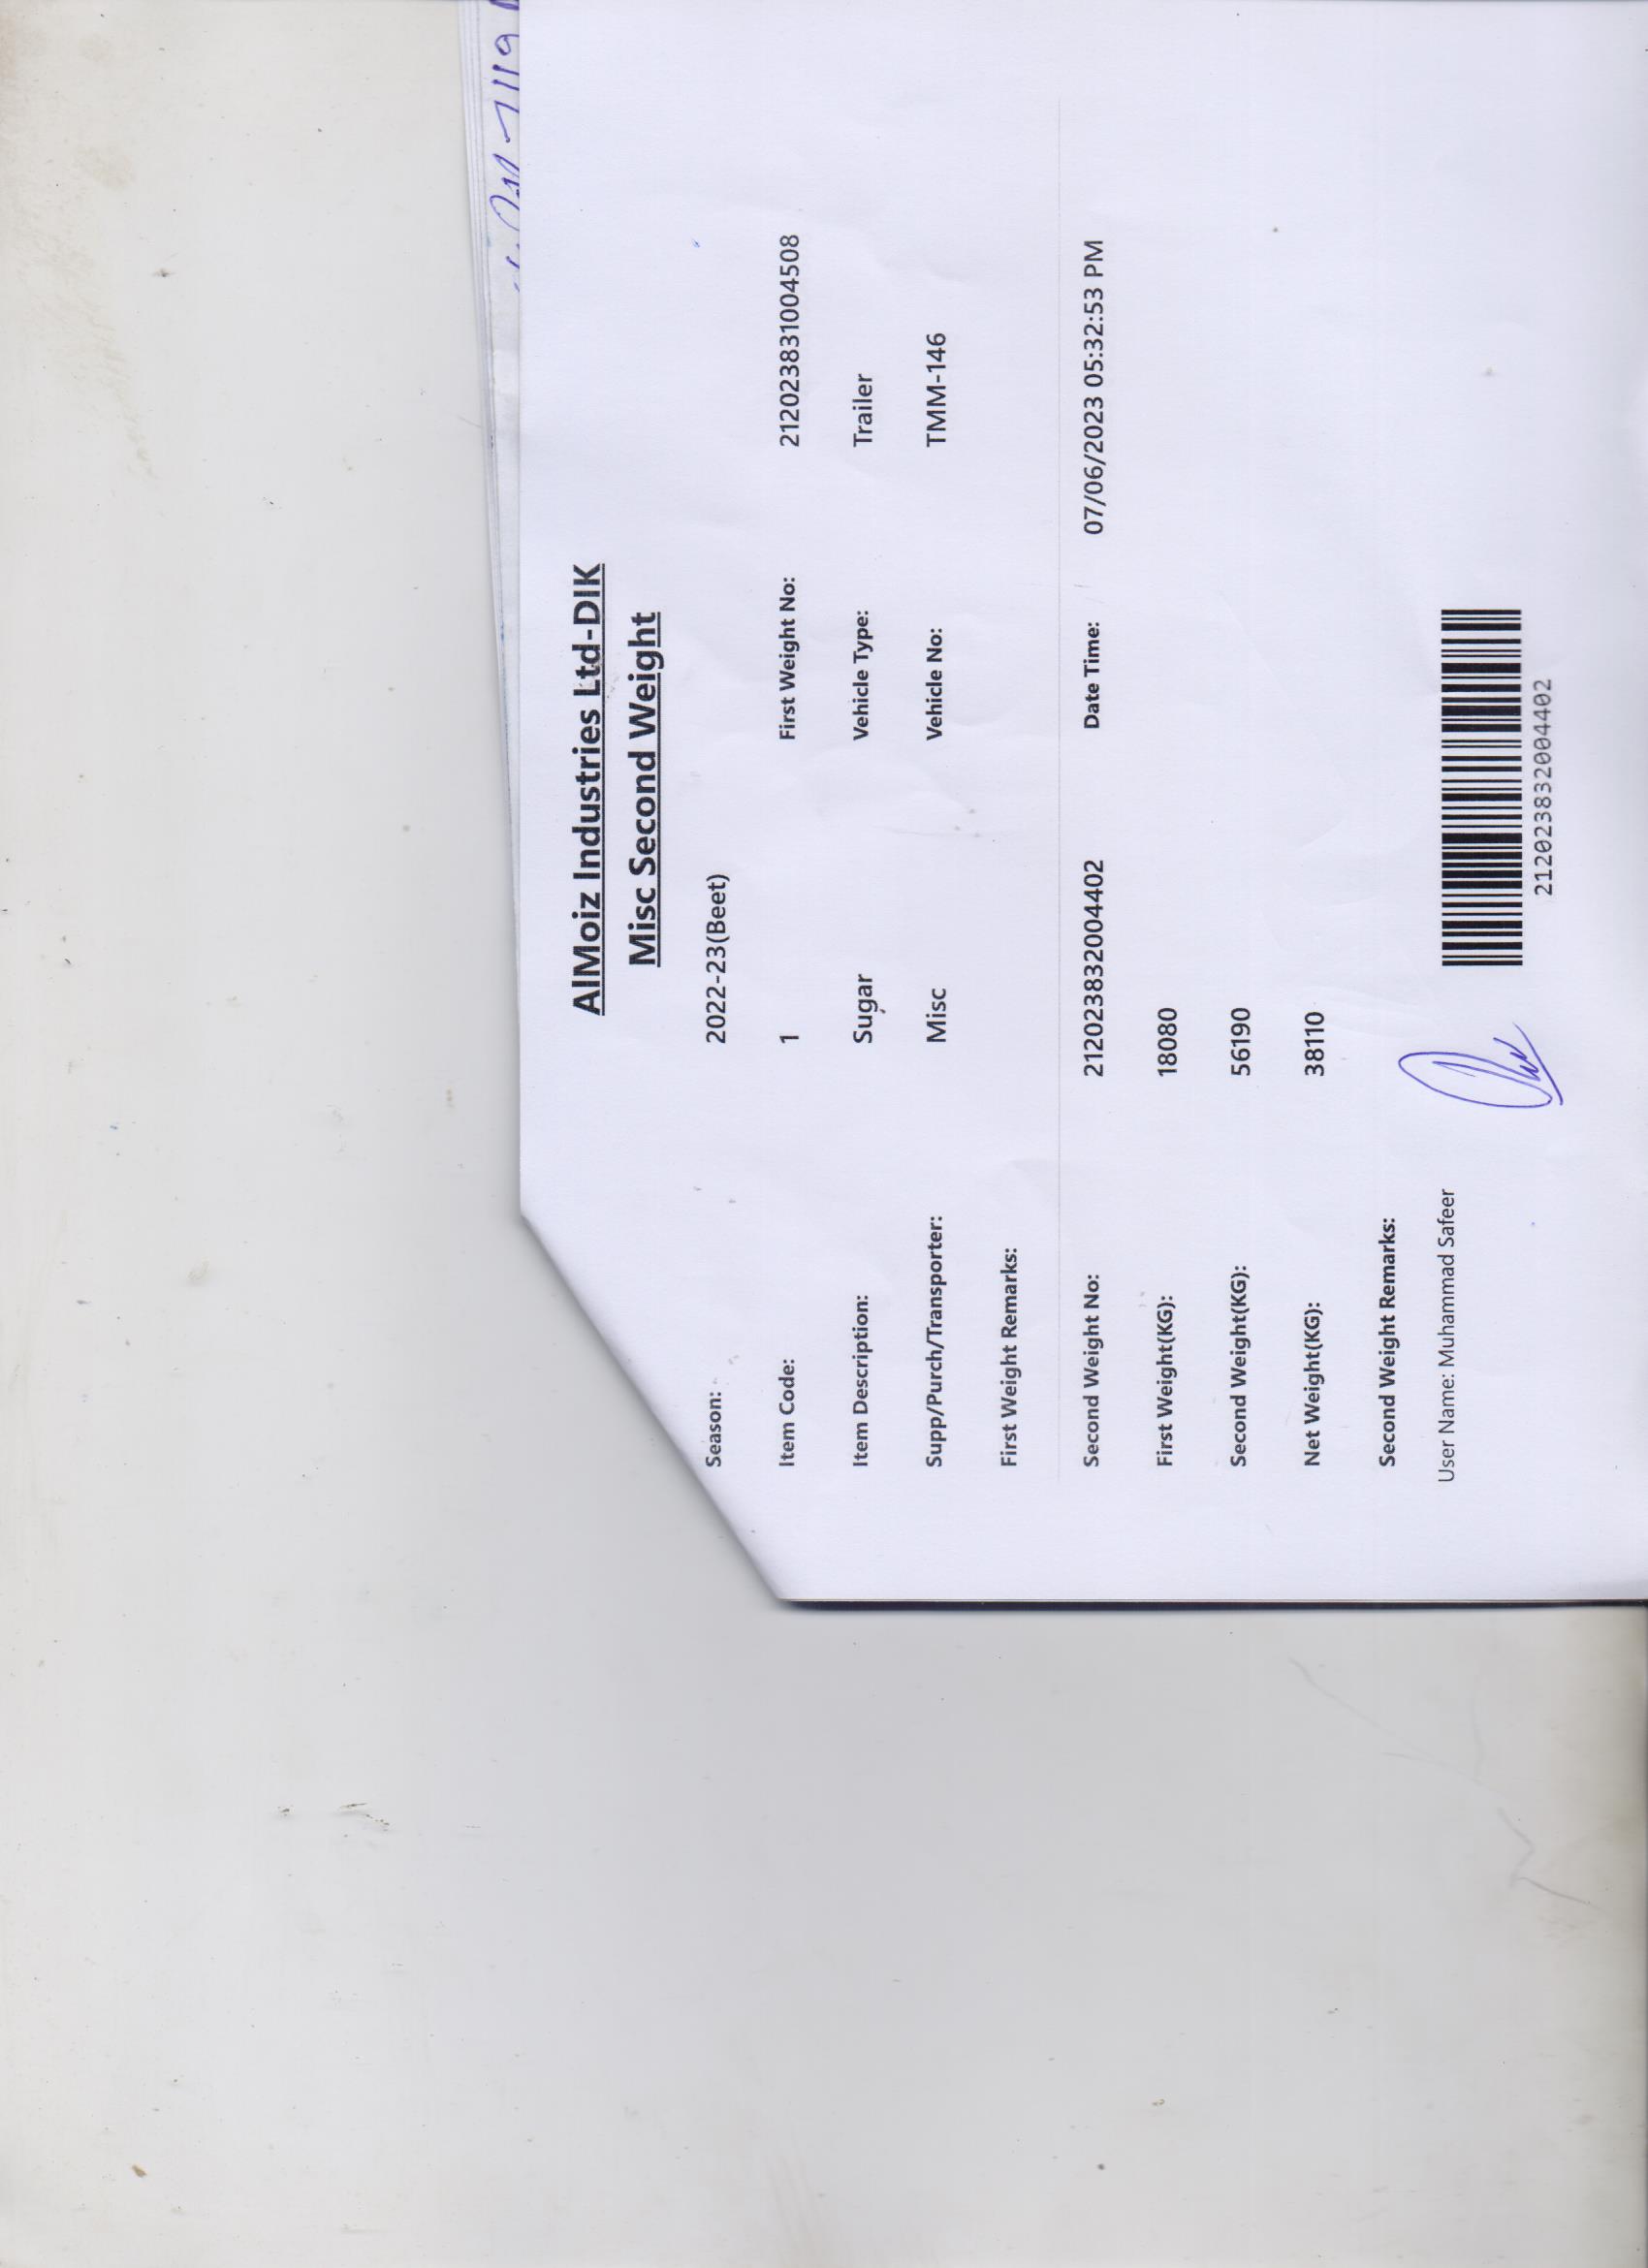 AlMoiz Industries Ltd-DIK
Misc Second Weight
Season: 2022-23(Beet)
Item Code: 1 First Weight No: 2120238310004508
Item Description: Sugar Vehicle Type: Trailer
Supp/Purch/Transporter: Misc Vehicle No: TMM-146
First Weight Remarks:
Second Weight No: 2120238320004402 Date Time: 07/06/2023 05:32:53 PM
First Weight(KG): 18080
Second Weight(KG): 56190
Net Weight(KG): 38110
Second Weight Remarks:
User Name: Muhammad Safeer
2120238320004402